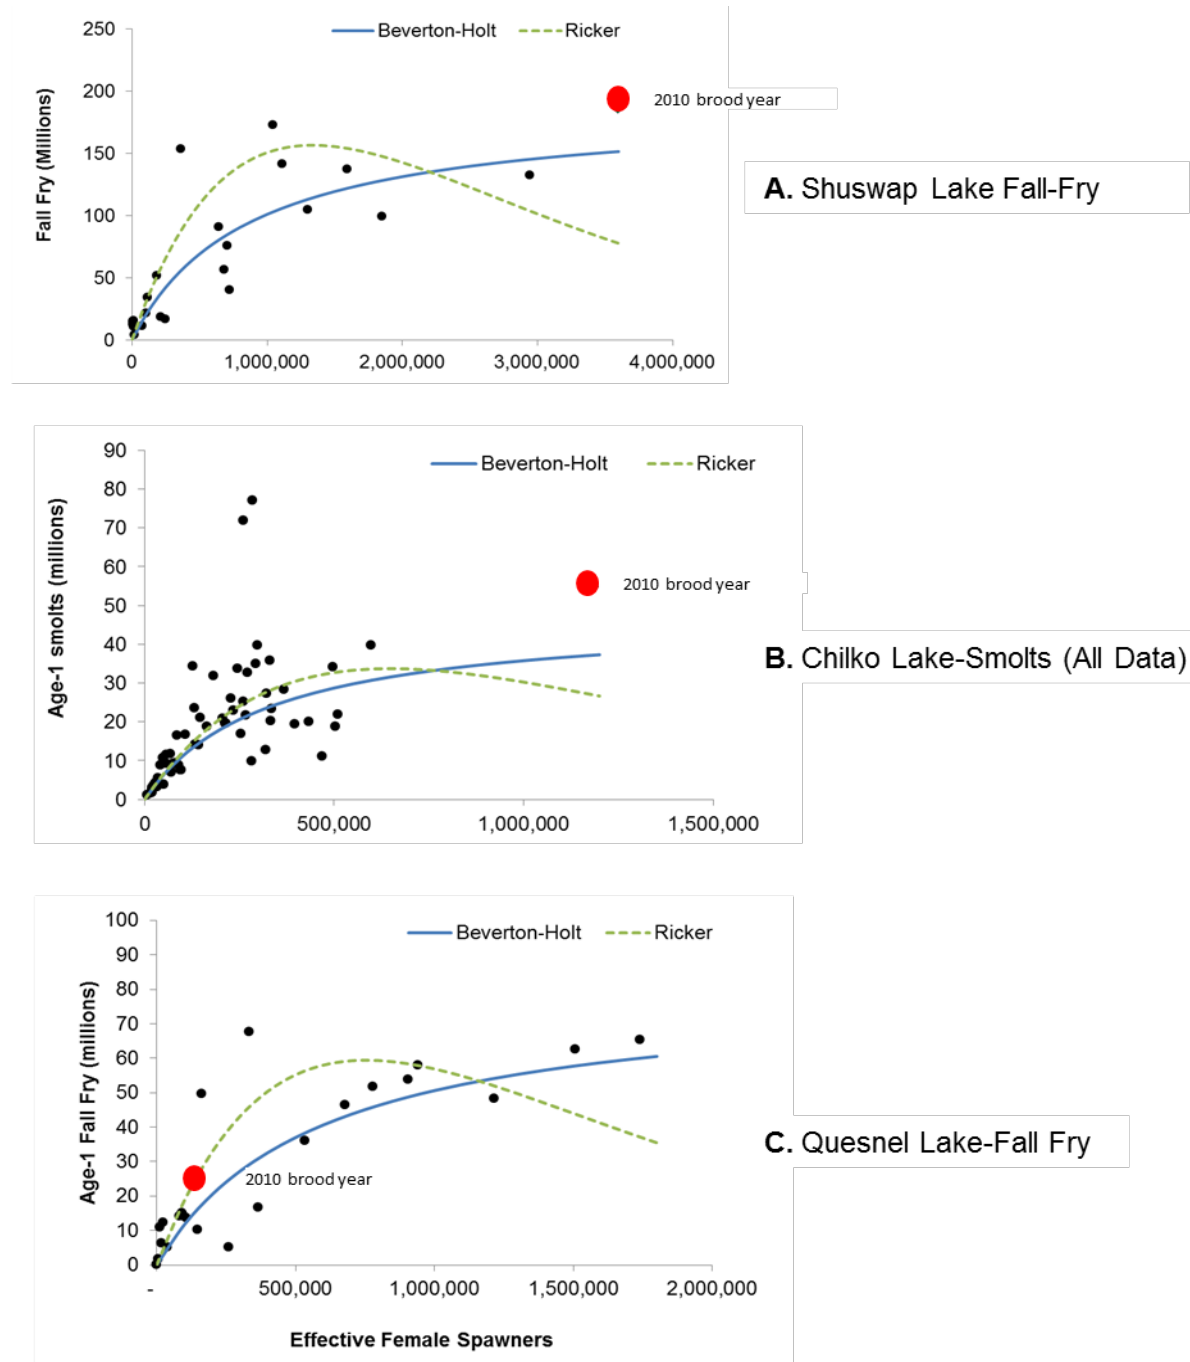 Beverton-Holt Ricker
Fall Fry (Millions)
250
200
150
100
50
0
0 1,000,000 2,000,000 3,000,000 4,000,000
2010 brood year
A. Shuswap Lake Fall-Fry
Beverton-Holt Ricker
Age-1 smolts (millions)
90
80
70
60
50
40
30
20
10
0
0 500,000 1,000,000 1,500,000
2010 brood year
B. Chilko Lake-Smolts (All Data)
Beverton-Holt Ricker
Age-1 Fall Fry (millions)
100
90
80
70
60
50
40
30
20
10
0
- 500,000 1,000,000 1,500,000 2,000,000
2010 brood year
C. Quesnel Lake-Fall Fry
Effective Female Spawners